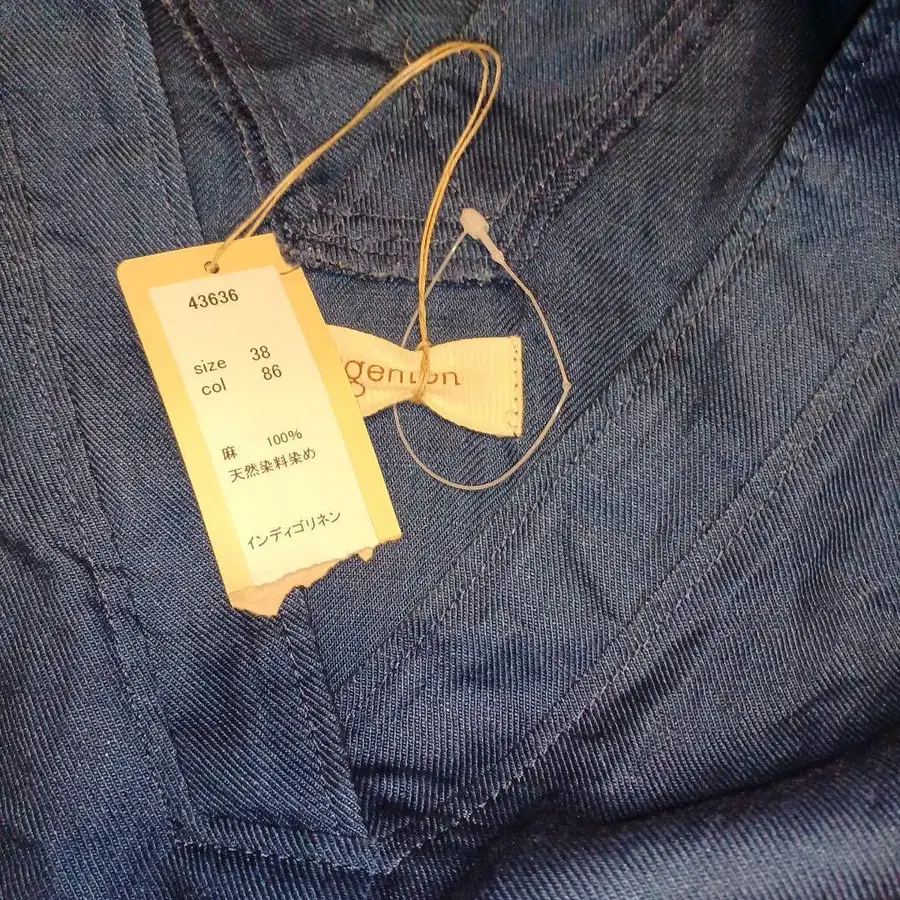 43636
size 38
col 86
麻 100%
天然染料染め
インディゴリネン